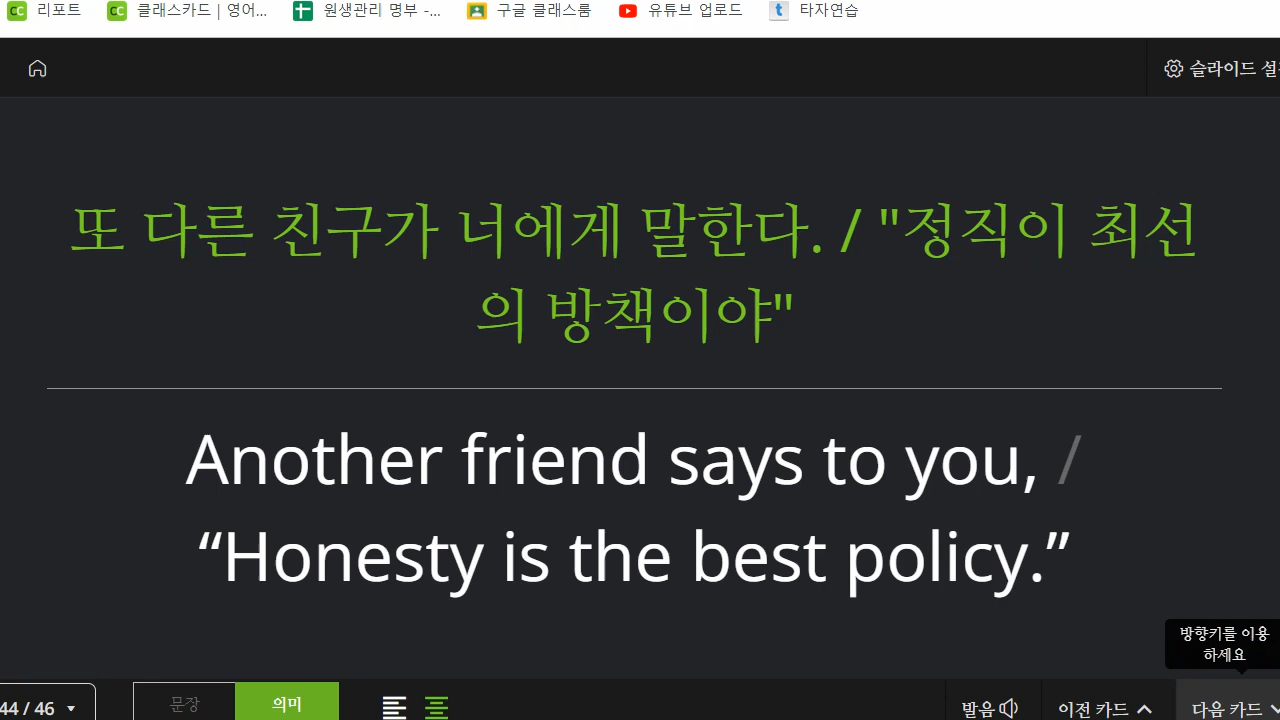 리포트 클래스카드 | 영어... 원생관리 명부 -... 구글 클래스룸 유튜브 업로드 타자연습
슬라이드 설
또 다른 친구가 너에게 말한다. / "정직이 최선
의 방책이야"
Another friend says to you, /
“Honesty is the best policy.”
방향키를 이용
하세요
44 / 46 문장 의미 발음 이전 카드 다음 카드